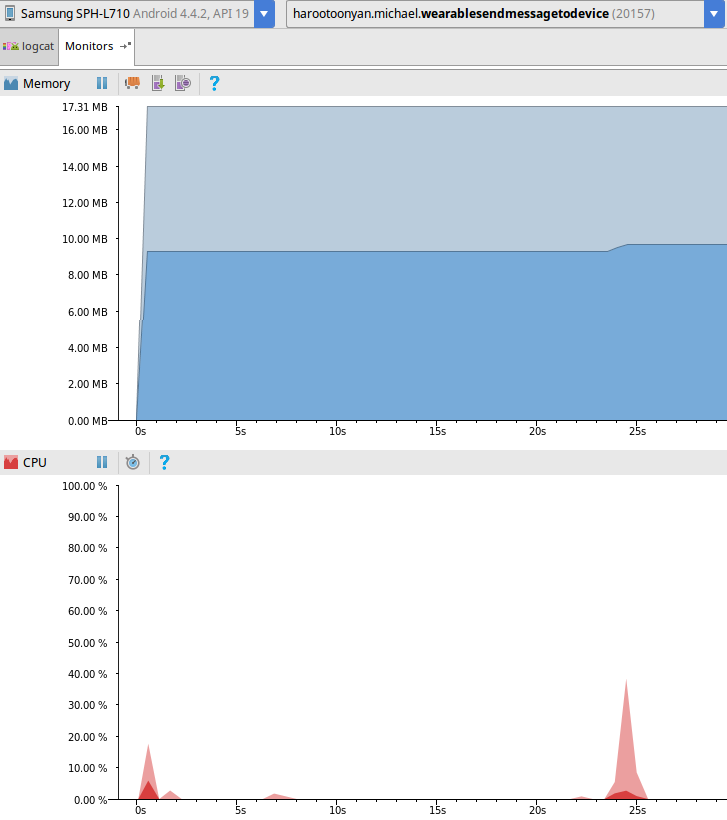 Samsung SPH-L710 Android 4.4.2, API 19 harootoonyan.michael.wearablesendmessagetodevice (20157)
logcat Monitors
Memory ?
17.31 MB
16.00 MB
14.00 MB
12.00 MB
10.00 MB
8.00 MB
6.00 MB
4.00 MB
2.00 MB
0.00 MB
0s 5s 10s 15s 20s 25s
CPU ?
100.00 %
90.00 %
80.00 %
70.00 %
60.00 %
50.00 %
40.00 %
30.00 %
20.00 %
10.00 %
0.00 %
0s 5s 10s 15s 20s 25s